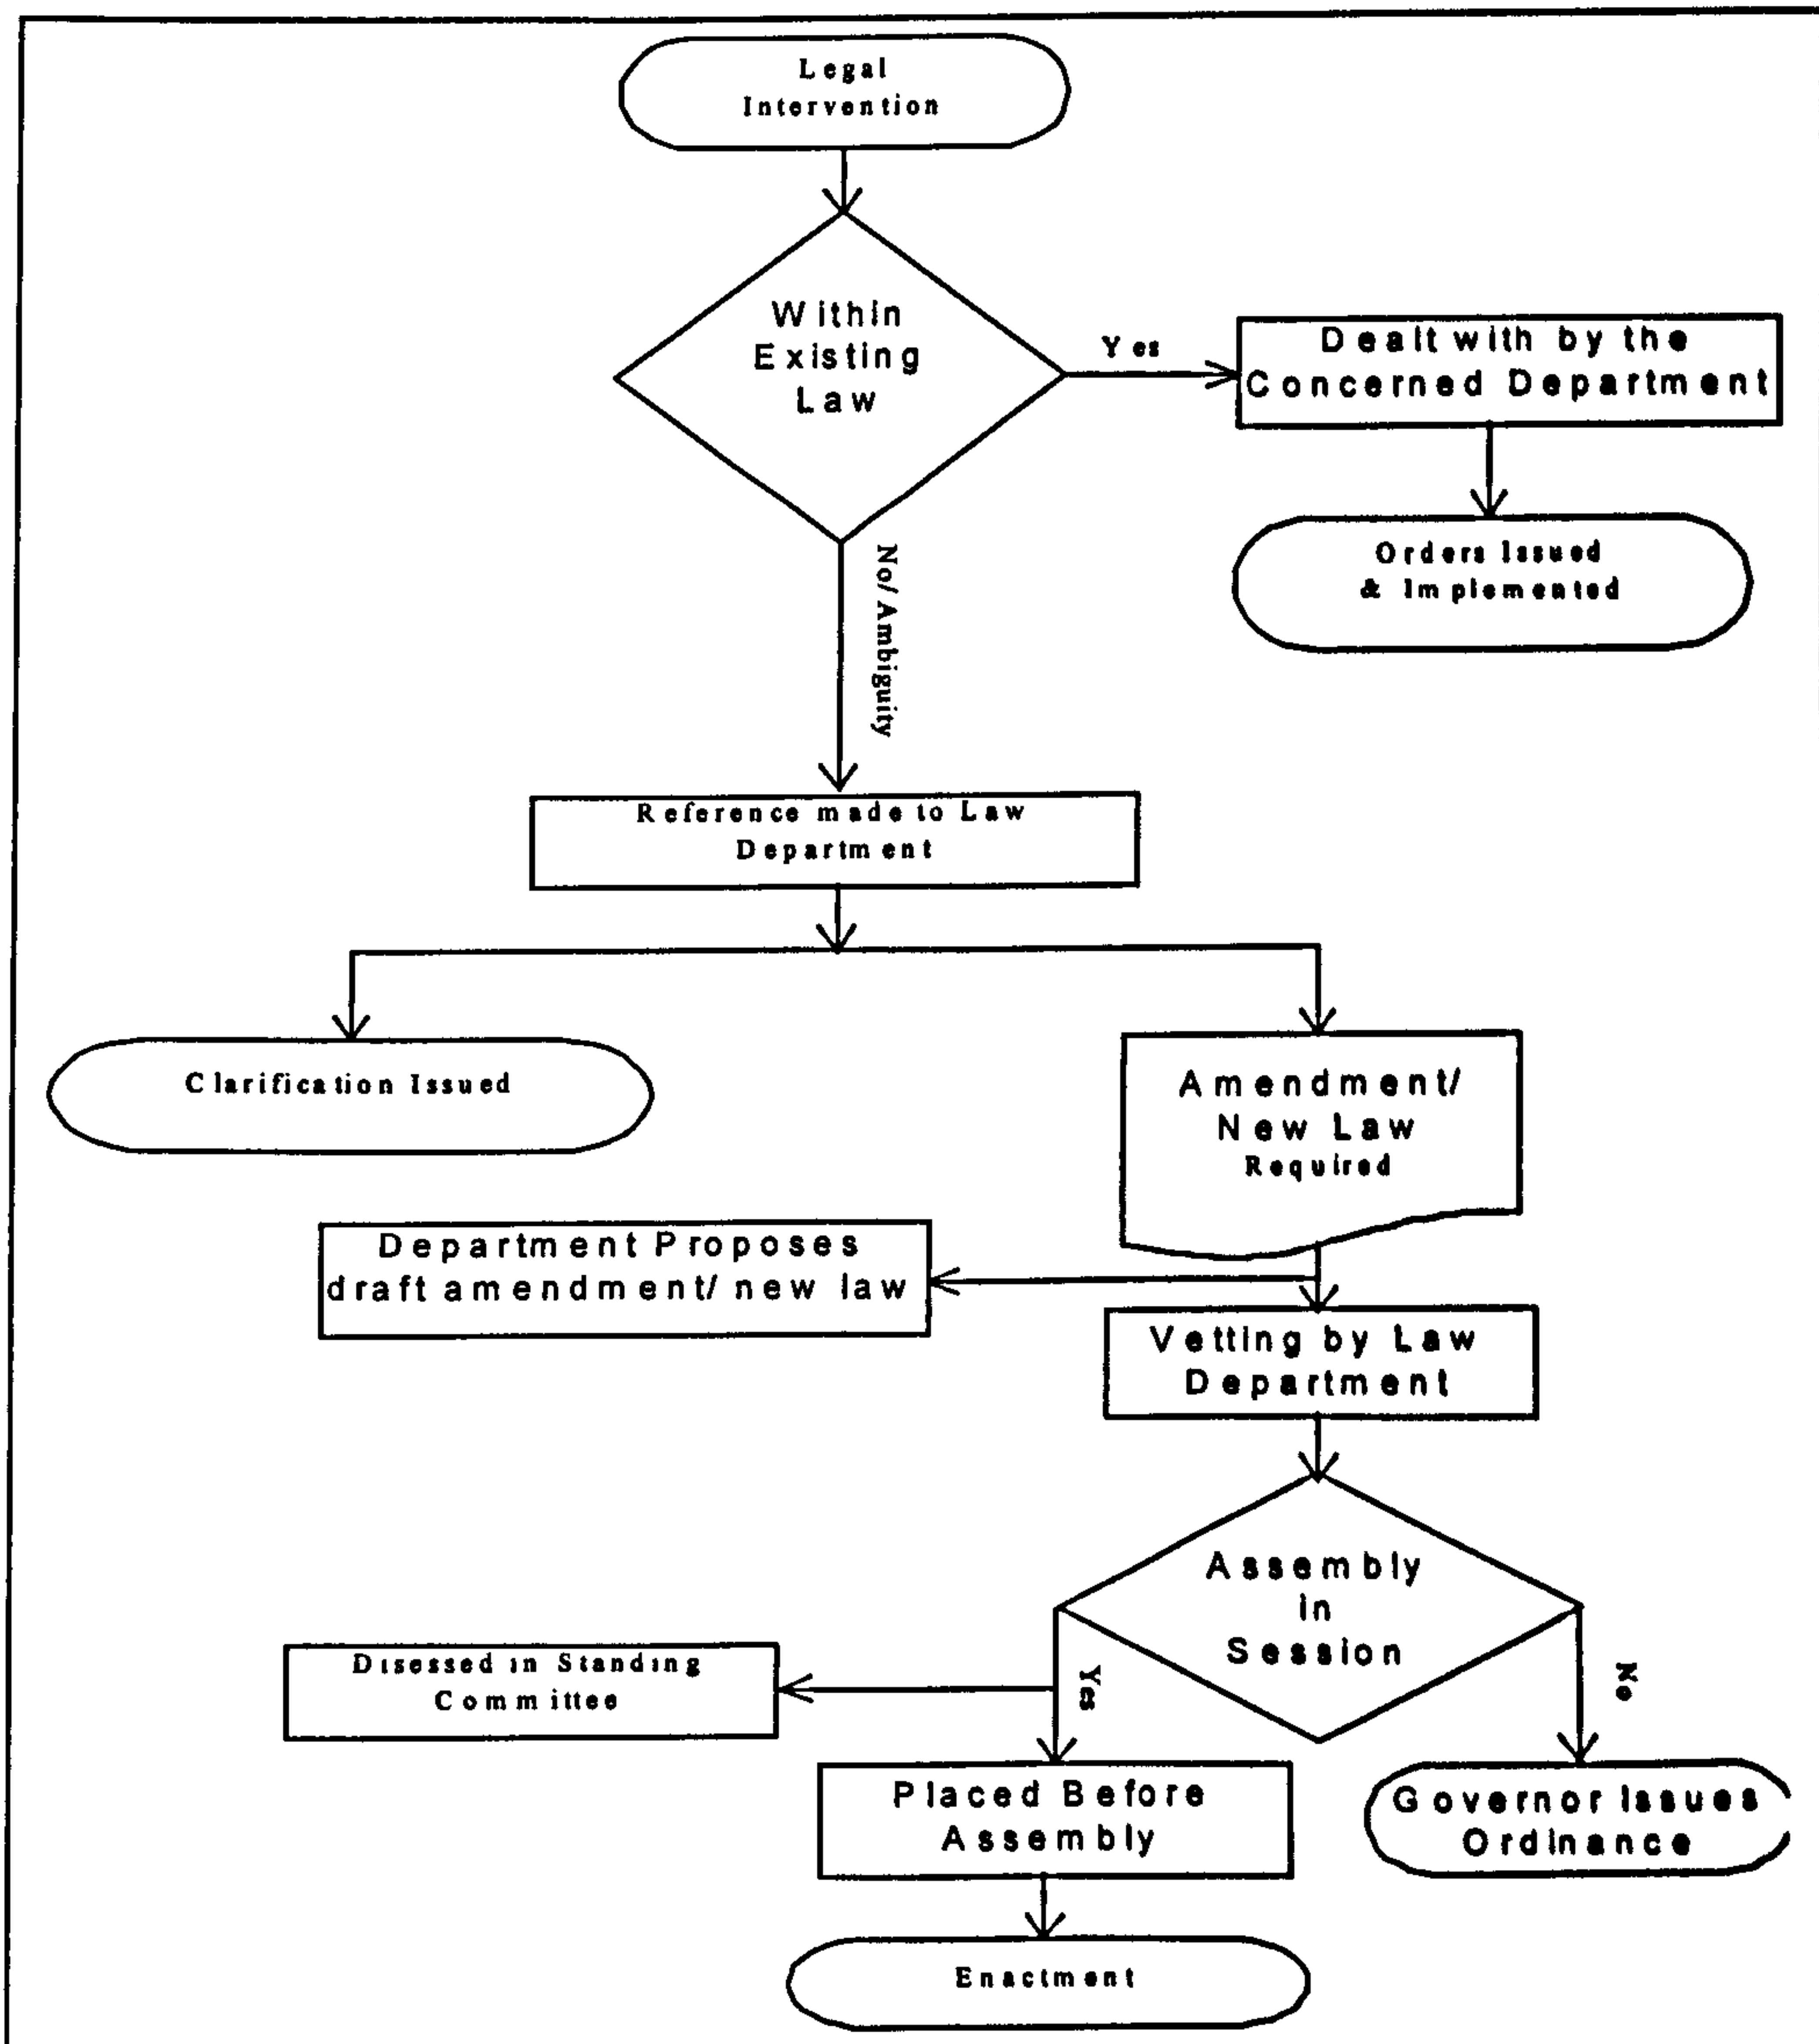 Legal
Intervention
Within
Existing
Law
Yes
Dealt with by the
Concerned Department
Orders Issued
& Implemented
No/ Ambiguity
Reference made to Law
Department
Clarification Issued
Amendment/
New Law
Required
Department Proposes
draft amendment/ new law
Vetting by Law
Department
Assembly
in
Session
Yes
No
Disessed in Standing
Committee
Placed Before
Assembly
Governor Issues
Ordinance
Enactment